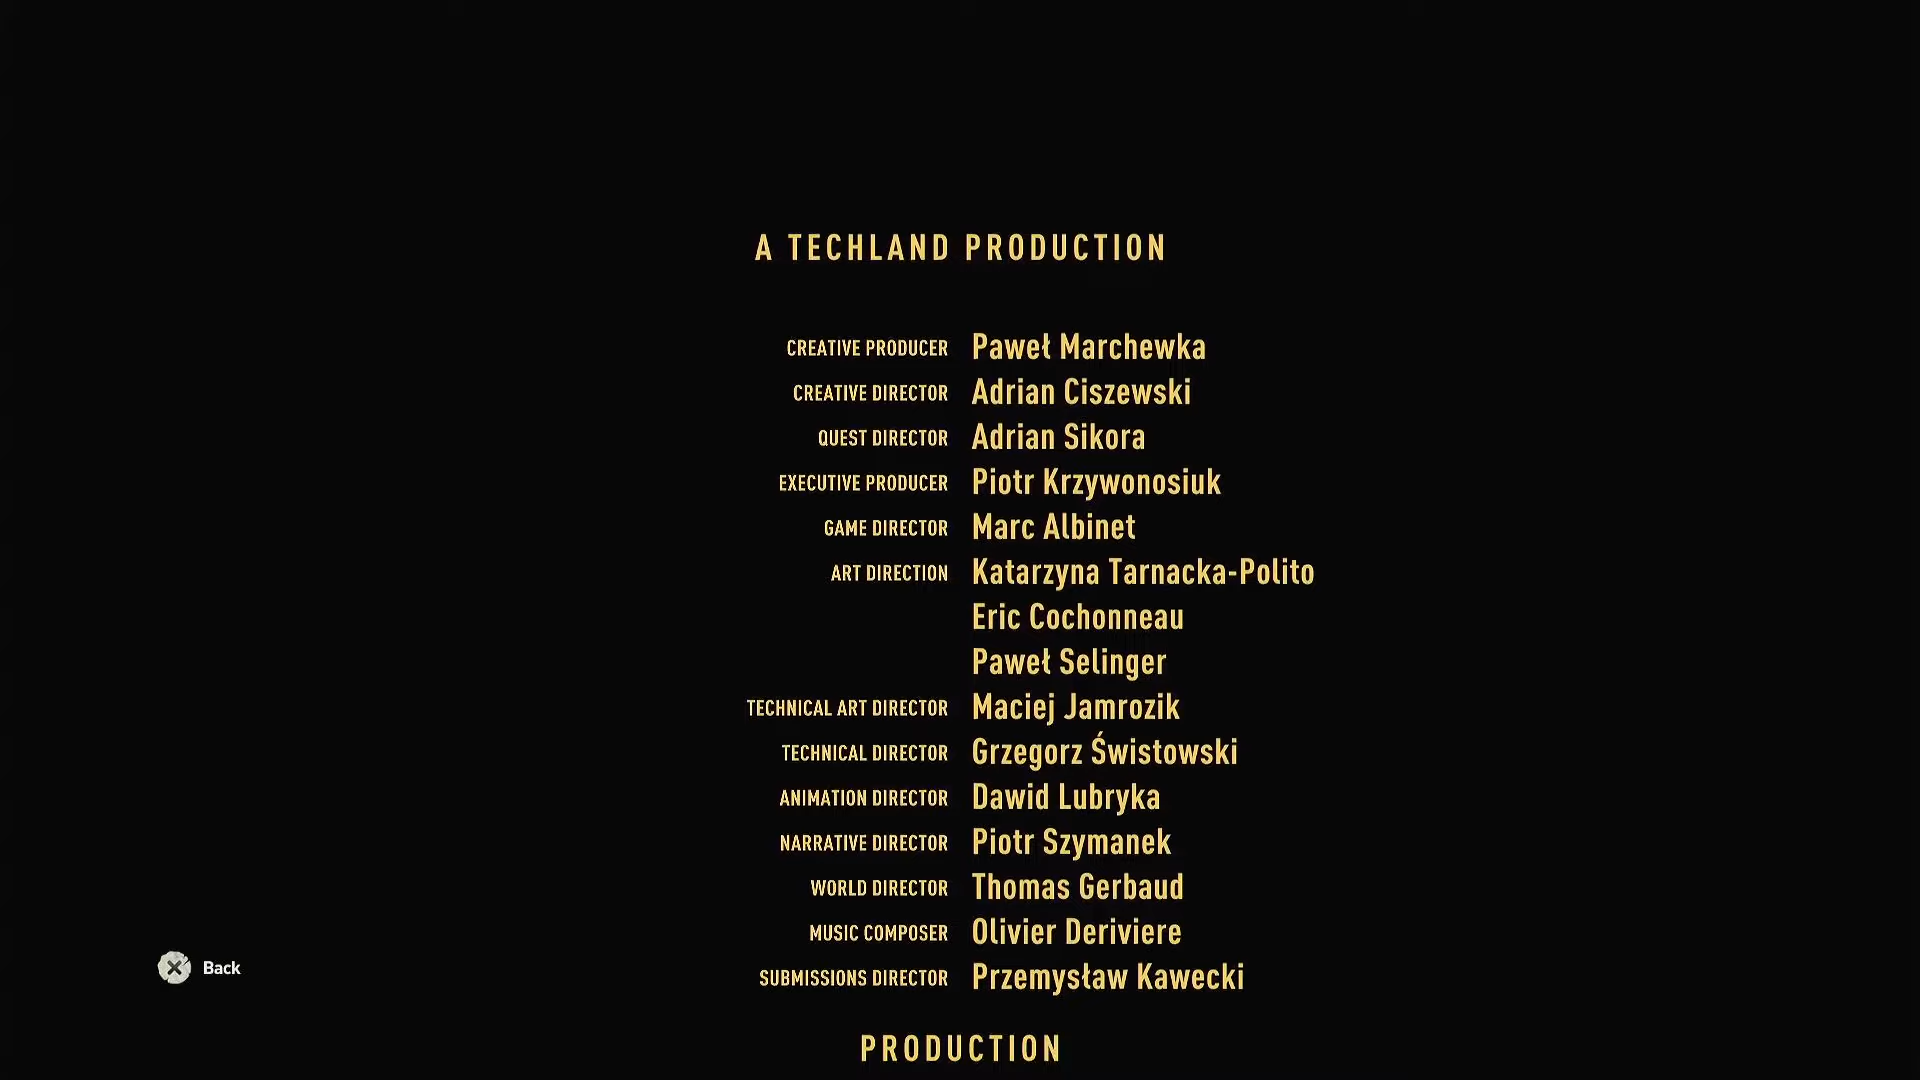 A TECHLAND PRODUCTION
CREATIVE PRODUCER Paweł Marchewka
CREATIVE DIRECTOR Adrian Ciszewski
QUEST DIRECTOR Adrian Sikora
EXECUTIVE PRODUCER Piotr Krzywonosiuk
GAME DIRECTOR Marc Albinet
ART DIRECTION Katarzyna Tarnacka-Polito
Eric Cochonneau
Paweł Selinger
TECHNICAL ART DIRECTOR Maciej Jamrozik
TECHNICAL DIRECTOR Grzegorz Świstowski
ANIMATION DIRECTOR Dawid Lubryka
NARRATIVE DIRECTOR Piotr Szymanek
WORLD DIRECTOR Thomas Gerbaud
MUSIC COMPOSER Olivier Deriviere
Back
SUBMISSIONS DIRECTOR Przemysław Kawecki
PRODUCTION